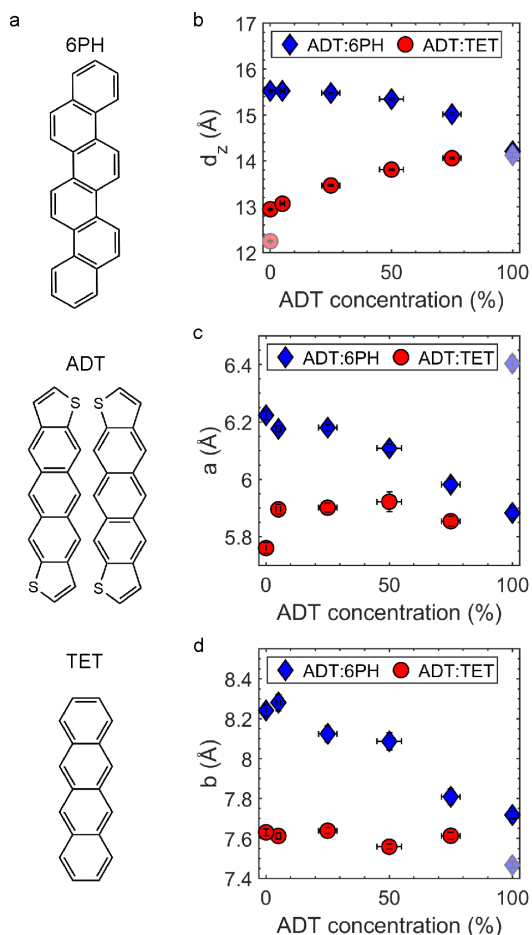 a
6PH
ADT
S
S
S
S
TET
b
ADT:6PH ADT:TET
17
16
15
14
13
12
d_z (Å)
0 50 100
ADT concentration (%)
c
ADT:6PH ADT:TET
6.4
6.2
6
5.8
a (Å)
0 50 100
ADT concentration (%)
d
ADT:6PH ADT:TET
8.4
8.2
8
7.8
7.6
7.4
b (Å)
0 50 100
ADT concentration (%)